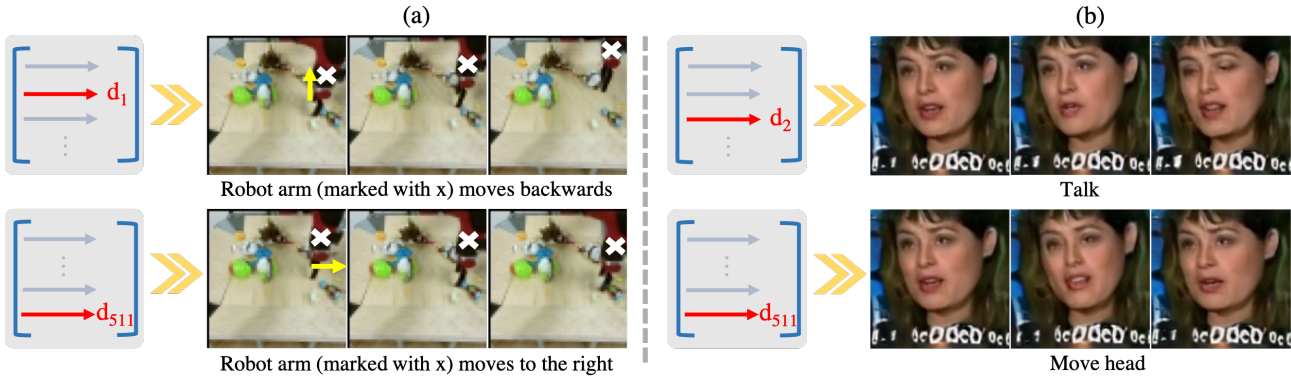 (a)
(b)
d1
Robot arm (marked with x) moves backwards
d2
Talk
d511
Robot arm (marked with x) moves to the right
d511
Move head